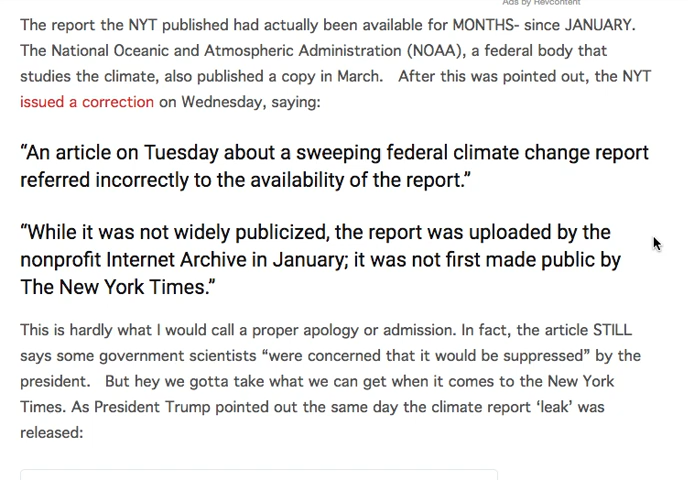 Ads by Revcontent
The report the NYT published had actually been available for MONTHS- since JANUARY.
The National Oceanic and Atmospheric Administration (NOAA), a federal body that
studies the climate, also published a copy in March. After this was pointed out, the NYT
issued a correction on Wednesday, saying:
“An article on Tuesday about a sweeping federal climate change report
referred incorrectly to the availability of the report.”
“While it was not widely publicized, the report was uploaded by the
nonprofit Internet Archive in January; it was not first made public by
The New York Times.”
This is hardly what I would call a proper apology or admission. In fact, the article STILL
says some government scientists “were concerned that it would be suppressed” by the
president. But hey we gotta take what we can get when it comes to the New York
Times. As President Trump pointed out the same day the climate report ‘leak’ was
released: